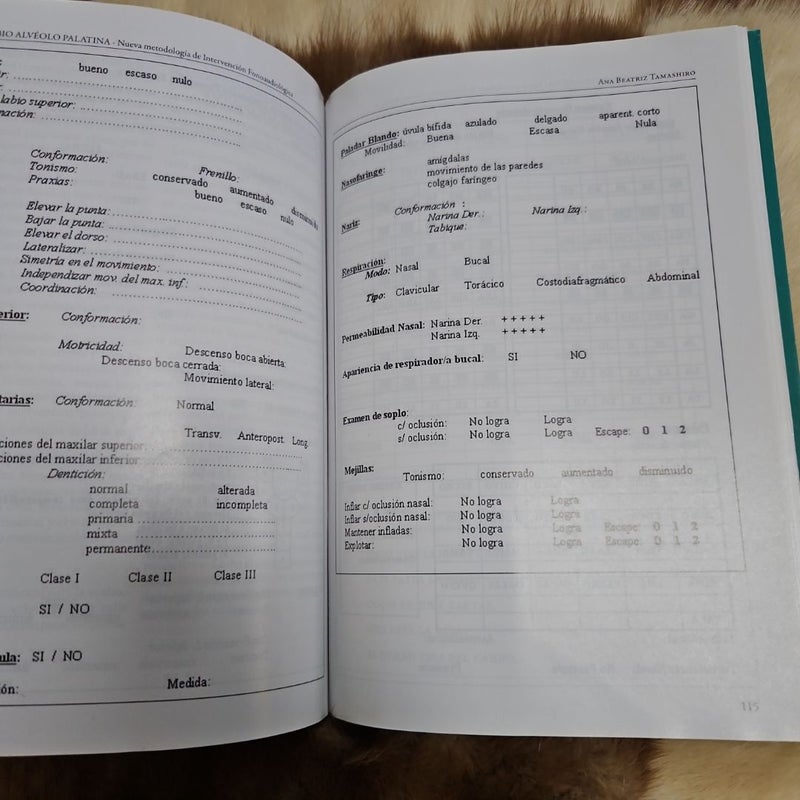 BIO ALVÉOLO PALATINA - Nueva metodología de Intervención Fonoaudiológica
bueno escaso nulo
labio superior:
Conformación: Frenillo:
Tonismo: conservado aumentado
Praxias: bueno escaso nulo
Elevar la punta:
Bajar la punta:
Elevar el dorso:
Lateralizar:
Simetría en el movimiento:
Independizar mov. del max. inf:
Coordinación:
Conformación:
Motricidad: Descenso boca abierta:
Descenso boca cerrada:
Movimiento lateral:
Conformación: Normal
Transv. Anteropost. Long.
ciones del maxilar superior:
ciones del maxilar inferior:
Dentición:
normal alterada
completa incompleta
primaria
mixta
permanente
Clase I Clase II Clase III
SI / NO
SI / NO
Medida:
ANA BEATRIZ TAMASHIRO
Paladar Blando: úvula bífida azulado delgado aparent. corto
Movilidad: Buena Escasa Nula
Nasofaringe: amígdalas
movimiento de las paredes
colgajo faríngeo
Conformación :
Nariz: Narina Der.: Narina Izq.:
Tabique:
Respiración:
Modo: Nasal Bucal
Tipo: Clavicular Torácico Costodiafragmático Abdominal
Permeabilidad Nasal: Narina Der. + + + + +
Narina Izq. + + + + +
Apariencia de respirador/a bucal: SI NO
Examen de soplo:
c/ oclusión: No logra Logra
s/ oclusión: No logra Logra Escape: 0 1 2
Mejillas: Tonismo: conservado aumentado disminuido
Inflar c/ oclusión nasal: No logra Logra
Inflar s/oclusión nasal: No logra Logra
Mantener infladas: No logra Logra Escape: 0 1 2
Explotar: No logra Logra Escape: 0 1 2
115